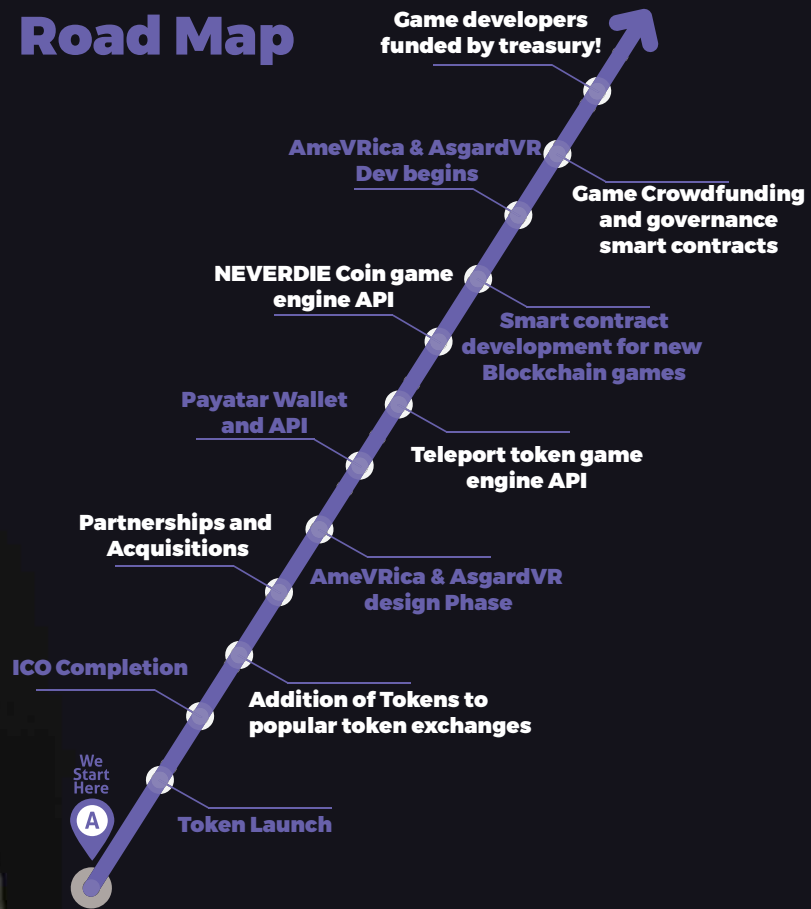 Road Map
Game developers
funded by treasury!
AmeVRica & AsgardVR
Dev begins
Game Crowdfunding
and governance
smart contracts
NEVERDIE Coin game
engine API
Smart contract
development for new
Blockchain games
Payatar Wallet
and API
Teleport token game
engine API
Partnerships and
Acquisitions
AmeVRica & AsgardVR
design Phase
ICO Completion
Addition of Tokens to
popular token exchanges
We
Start
Here
A
Token Launch